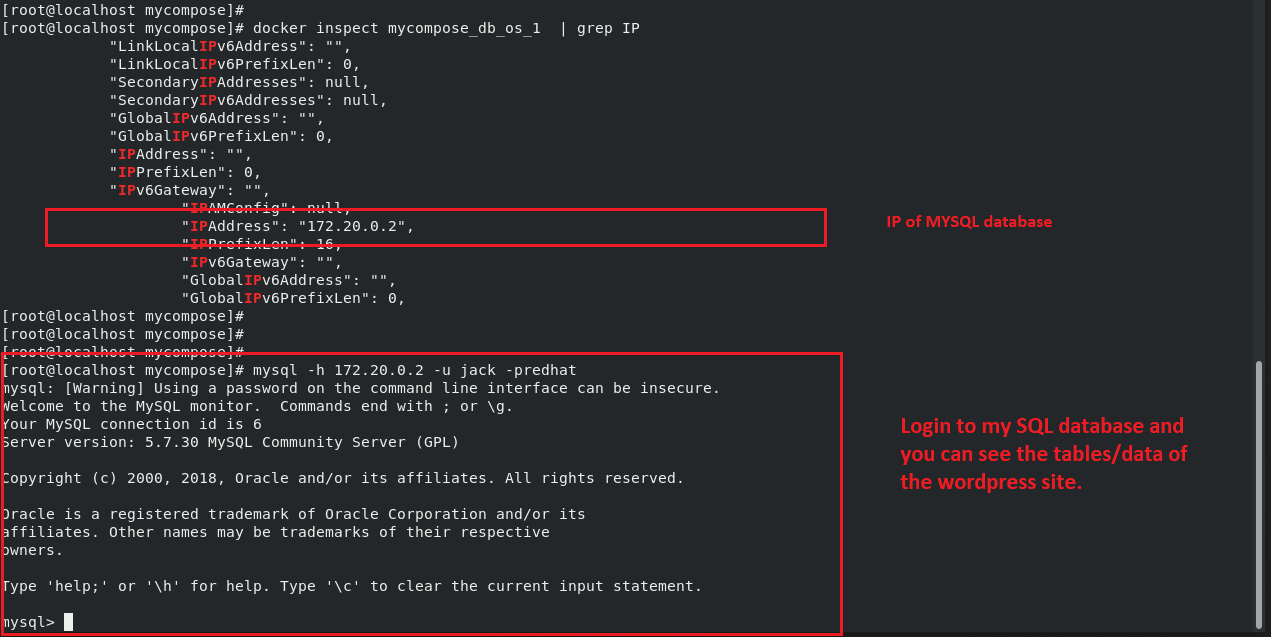 [root@localhost mycompose]#
[root@localhost mycompose]# docker inspect mycompose_db_os_1  | grep IP
            "LinkLocalIPv6Address": "",
            "LinkLocalIPv6PrefixLen": 0,
            "SecondaryIPAddresses": null,
            "SecondaryIPv6Addresses": null,
            "GlobalIPv6Address": "",
            "GlobalIPv6PrefixLen": 0,
            "IPAddress": "",
            "IPPrefixLen": 0,
            "IPv6Gateway": "",
                    "IPAMConfig": null,
                    "IPAddress": "172.20.0.2",
                    "IPPrefixLen": 16,
                    "IPv6Gateway": "",
                    "GlobalIPv6Address": "",
                    "GlobalIPv6PrefixLen": 0,
IP of MYSQL database
[root@localhost mycompose]#
[root@localhost mycompose]#
[root@localhost mycompose]#
[root@localhost mycompose]# mysql -h 172.20.0.2 -u jack -predhat
mysql: [Warning] Using a password on the command line interface can be insecure.
Welcome to the MySQL monitor.  Commands end with ; or \g.
Your MySQL connection id is 6
Server version: 5.7.30 MySQL Community Server (GPL)
Copyright (c) 2000, 2018, Oracle and/or its affiliates. All rights reserved.
Oracle is a registered trademark of Oracle Corporation and/or its
affiliates. Other names may be trademarks of their respective
owners.
Type 'help;' or '\h' for help. Type '\c' to clear the current input statement.
mysql>
Login to my SQL database and
you can see the tables/data of
the wordpress site.